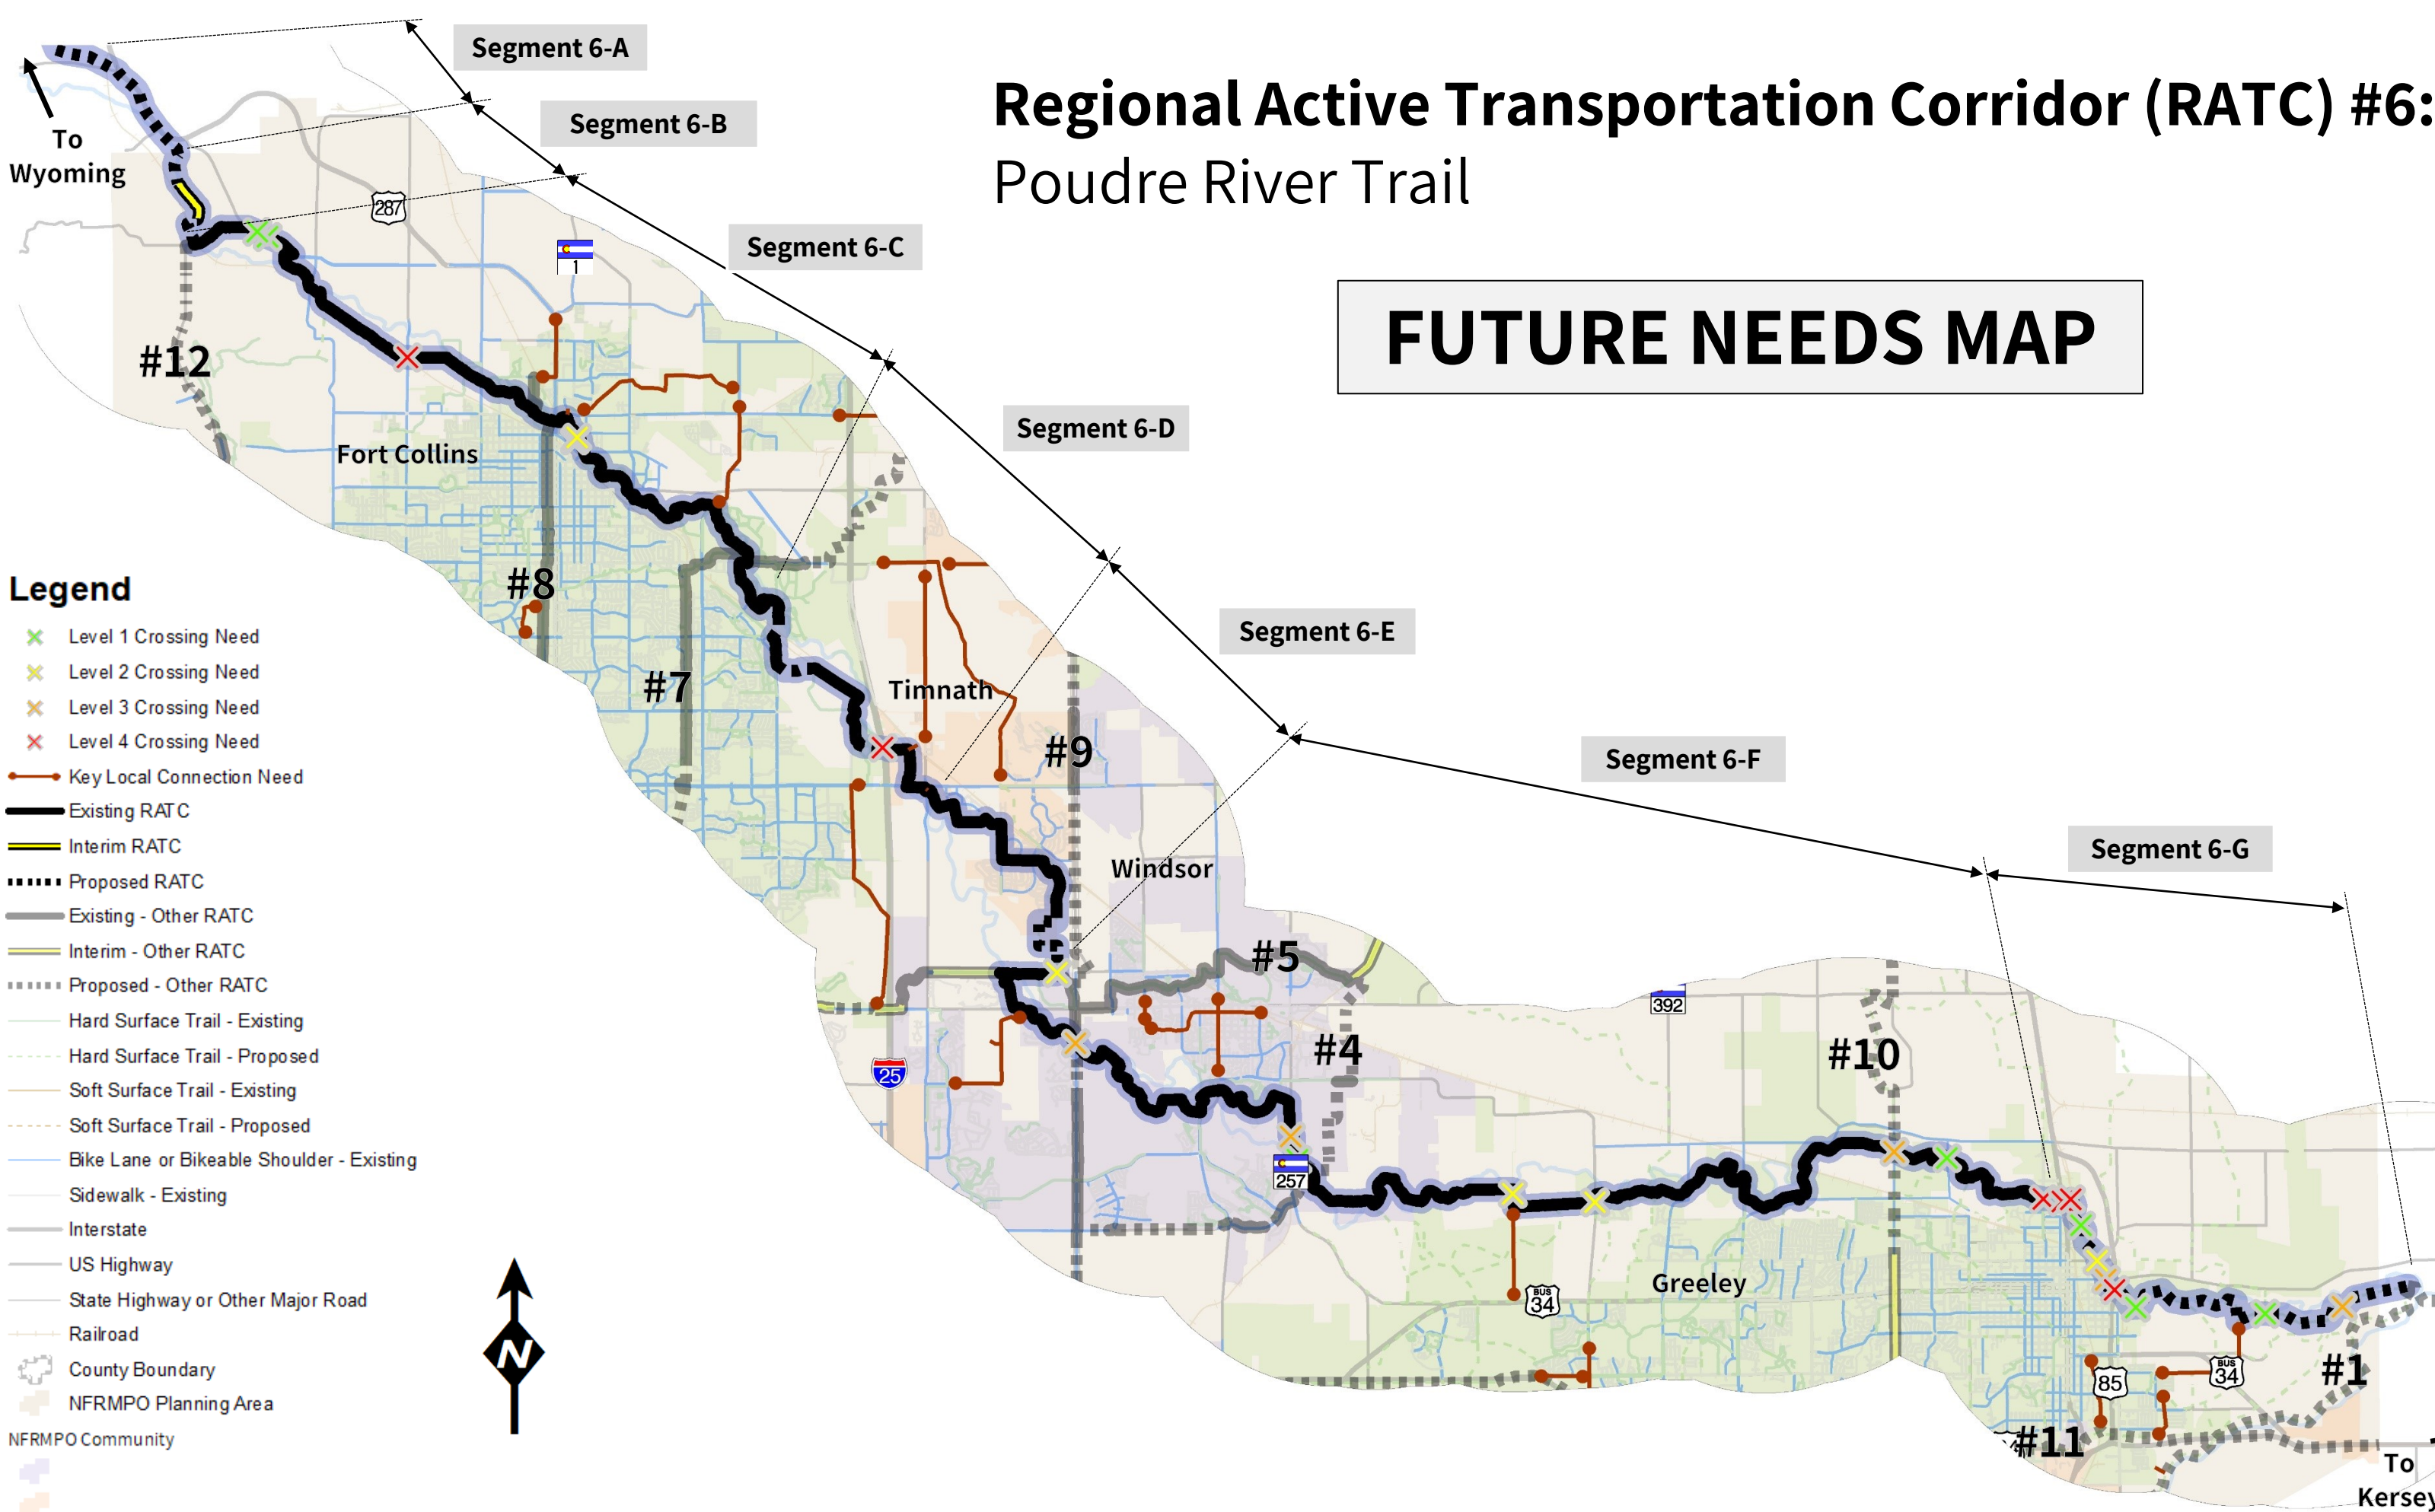 Regional Active Transportation Corridor (RATC) #6:
Poudre River Trail
FUTURE NEEDS MAP
Segment 6-A
Segment 6-B
Segment 6-C
Segment 6-D
Segment 6-E
Segment 6-F
Segment 6-G
To
Wyoming
287
1
#12
Fort Collins
#8
#7
Timnath
#9
Windsor
#5
392
#4
#10
25
257
Greeley
BUS
34
BUS
34
85
#1
#11
To
Kersey
Legend
Level 1 Crossing Need
Level 2 Crossing Need
Level 3 Crossing Need
Level 4 Crossing Need
Key Local Connection Need
Existing RATC
Interim RATC
Proposed RATC
Existing - Other RATC
Interim - Other RATC
Proposed - Other RATC
Hard Surface Trail - Existing
Hard Surface Trail - Proposed
Soft Surface Trail - Existing
Soft Surface Trail - Proposed
Bike Lane or Bikeable Shoulder - Existing
Sidewalk - Existing
Interstate
US Highway
State Highway or Other Major Road
Railroad
County Boundary
NFRMPO Planning Area
NFRMPO Community
N